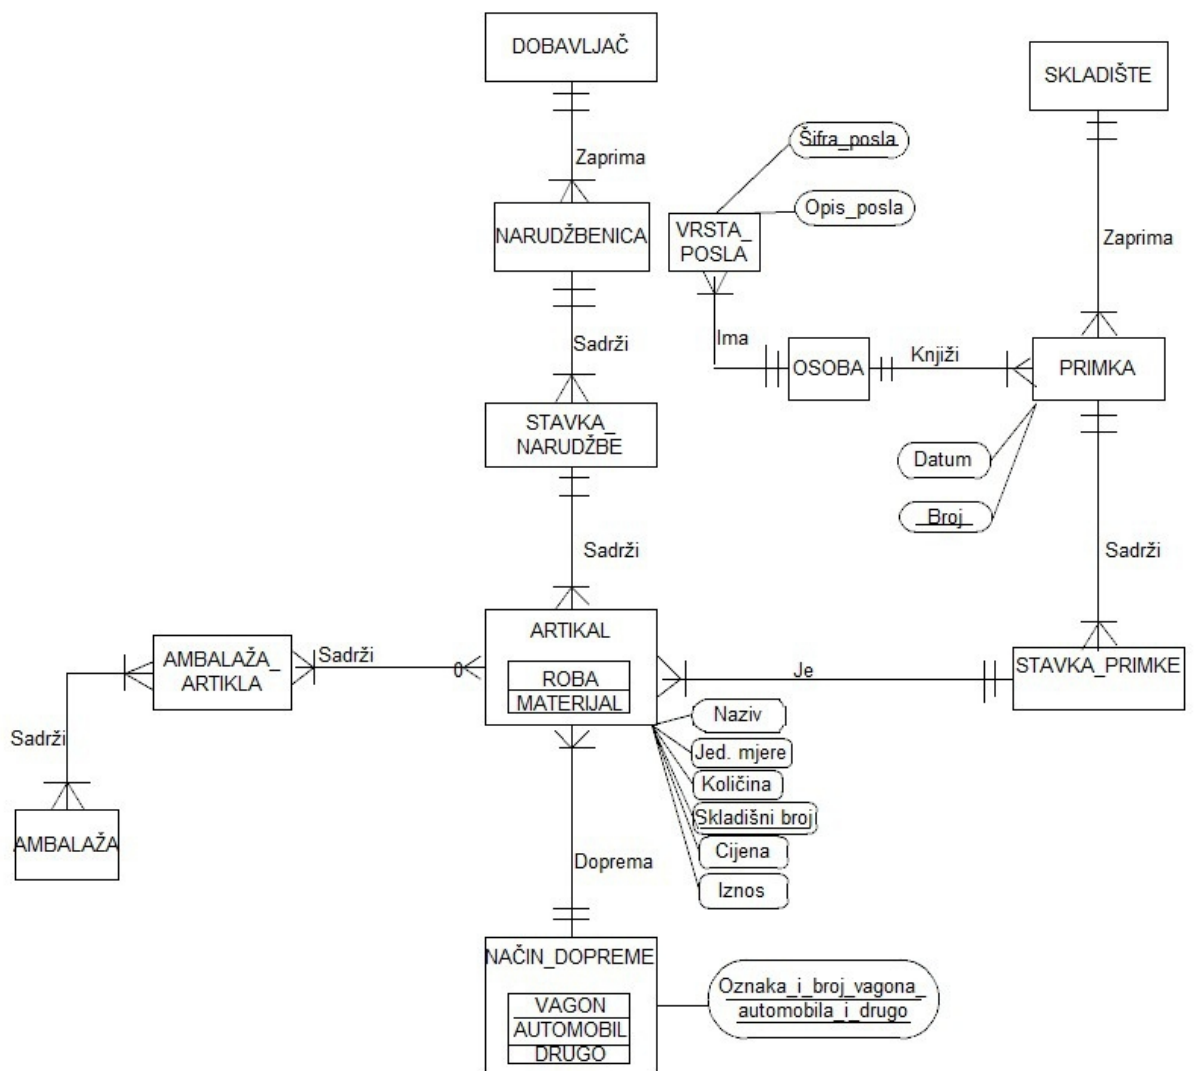 DOBAVLJAČ
SKLADIŠTE
Zaprima
Šifra_posla
Opis_posla
NARUDŽBENICA
VRSTA_
POSLA
Zaprima
Sadrži
Ima
OSOBA
Knjiži
PRIMKA
STAVKA_
NARUDŽBE
Datum
Broj
Sadrži
Sadrži
ARTIKAL
ROBA
MATERIJAL
AMBALAŽA_
ARTIKLA
Sadrži
0
Je
STAVKA_PRIMKE
Naziv
Jed. mjere
Količina
Skladišni broj
Cijena
Iznos
Sadrži
AMBALAŽA
Doprema
NAČIN_DOPREME
VAGON
AUTOMOBIL
DRUGO
Oznaka_i_broj_vagona_
automobila_i_drugo